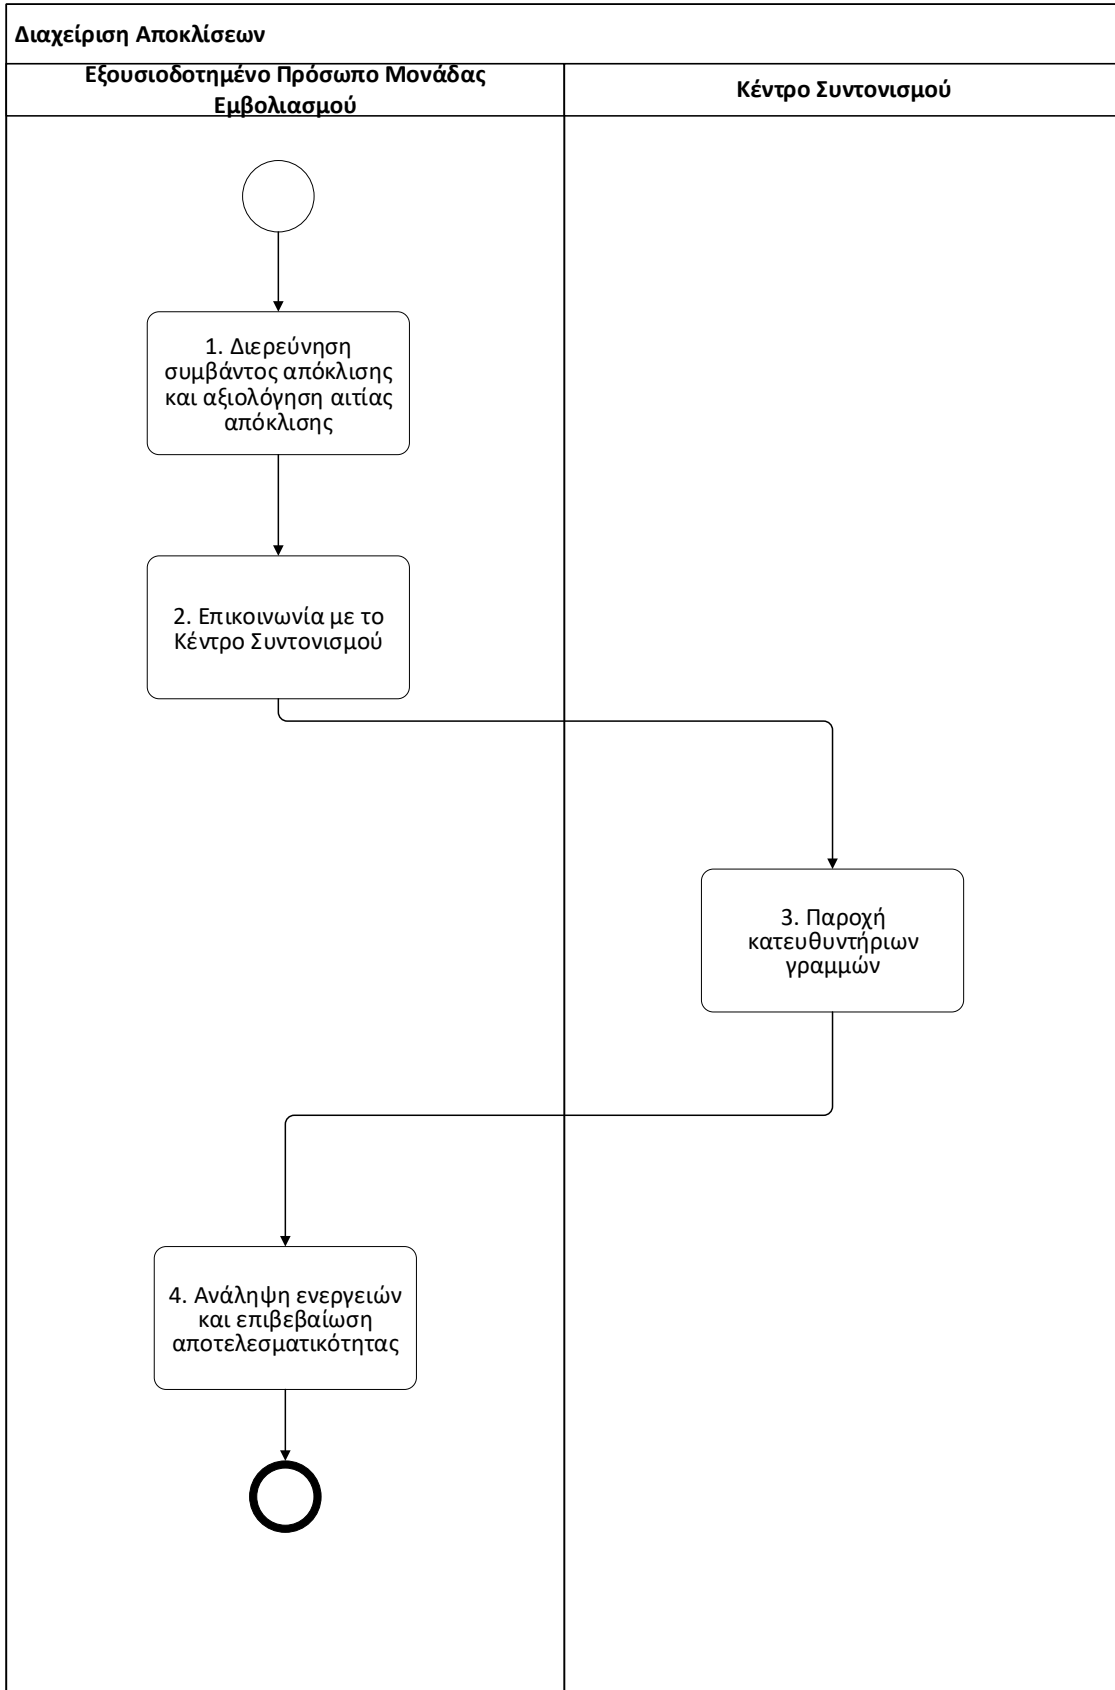 Διαχείριση Αποκλίσεων
Εξουσιοδοτημένο Πρόσωπο Μονάδας
Εμβολιασμού
Κέντρο Συντονισμού
1. Διερεύνηση
συμβάντος απόκλισης
και αξιολόγηση αιτίας
απόκλισης
2. Επικοινωνία με το
Κέντρο Συντονισμού
3. Παροχή
κατευθυντήριων
γραμμών
4. Ανάληψη ενεργειών
και επιβεβαίωση
αποτελεσματικότητας